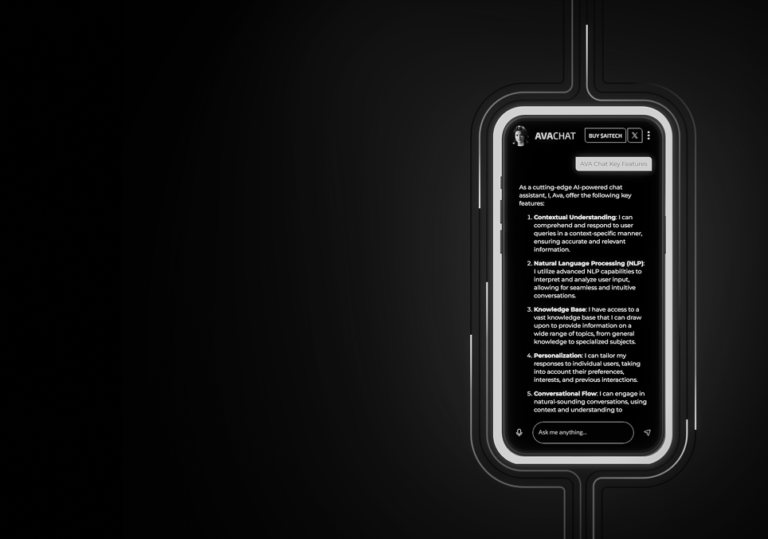 AVACHAT
BUY $AITECH
X
AVA Chat Key Features
As a cutting-edge AI-powered chat
assistant, I, Ava, offer the following key
features:
1. Contextual Understanding: I can
comprehend and respond to user
queries in a context-specific manner,
ensuring accurate and relevant
information.
2. Natural Language Processing (NLP):
I utilize advanced NLP capabilities to
interpret and analyze user input,
allowing for seamless and intuitive
conversations.
3. Knowledge Base: I have access to a
vast knowledge base that I can draw
upon to provide information on a
wide range of topics, from general
knowledge to specialized subjects.
4. Personalization: I can tailor my
responses to individual users, taking
into account their preferences,
interests, and previous interactions.
5. Conversational Flow: I can engage in
natural-sounding conversations, using
context and understanding to
Ask me anything...